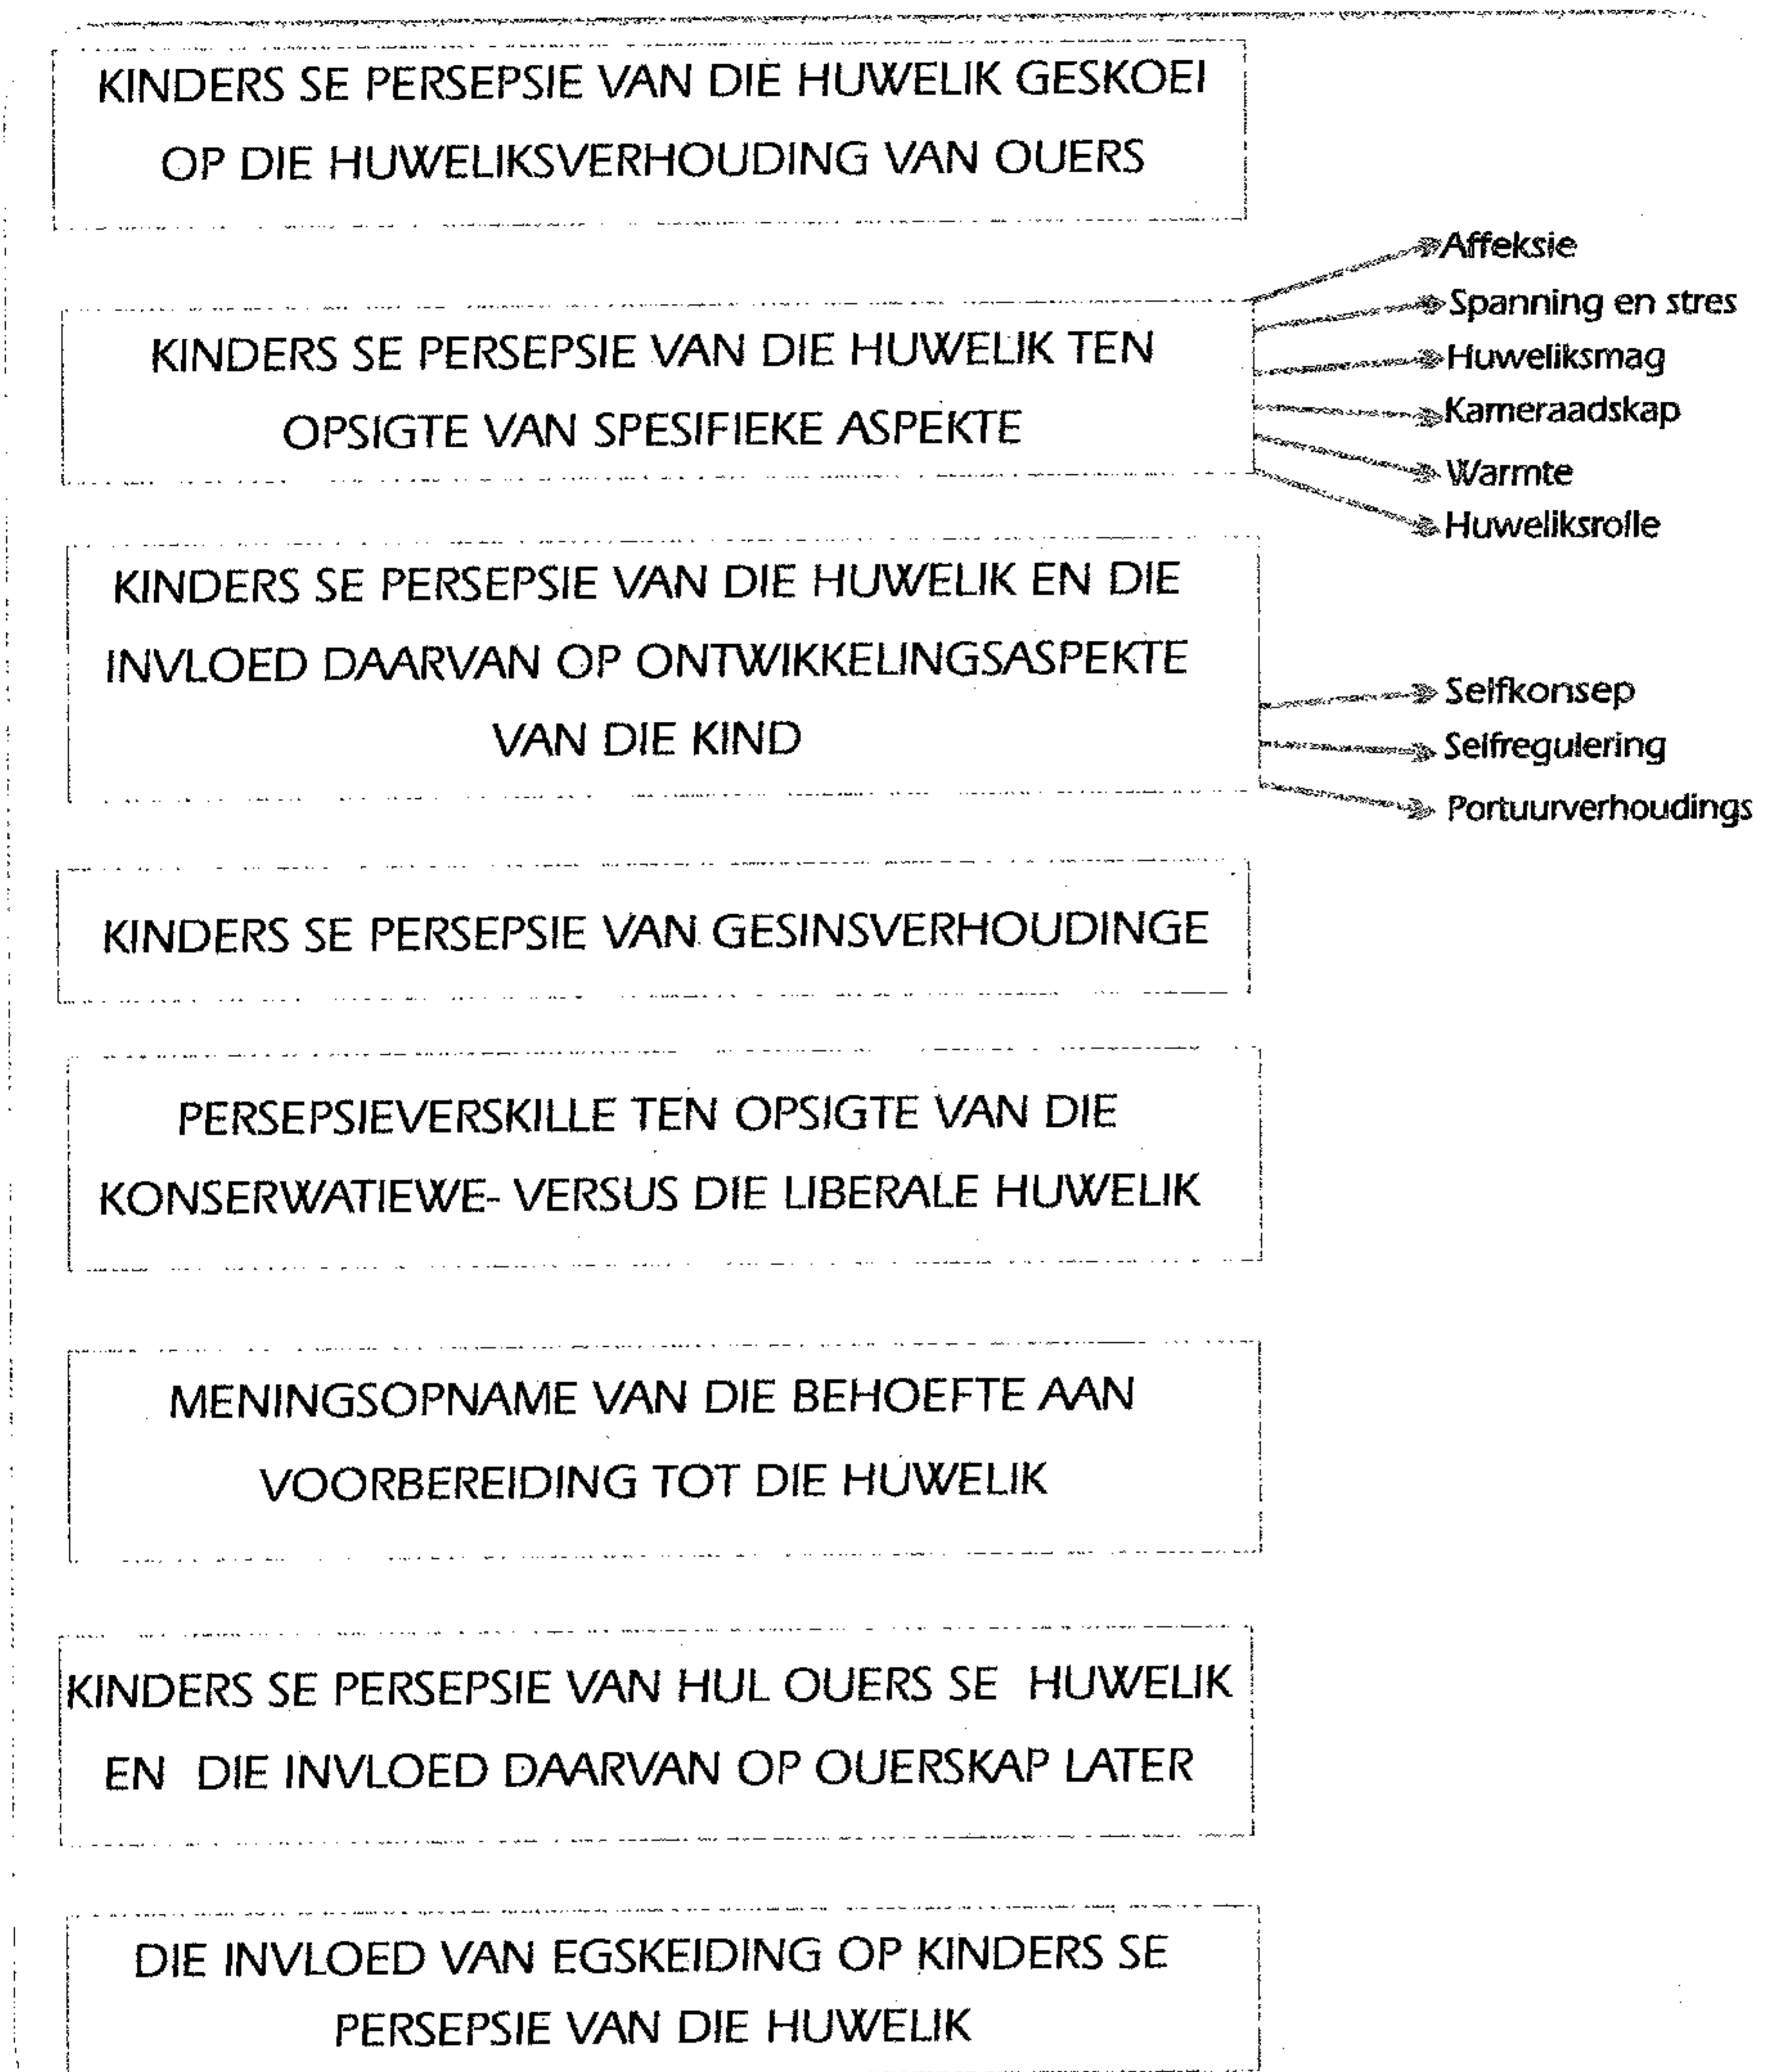 KINDERS SE PERSEPSIE VAN DIE HUWELIK GESKOEI
OP DIE HUWELIKSVERHOUDING VAN OUERS
Affeksie
Spanning en stres
Huweliksmag
Kameraadskap
Warmte
Huweliksrolle
KINDERS SE PERSEPSIE VAN DIE HUWELIK TEN
OPSIGTE VAN SPESIFIEKE ASPEKTE
KINDERS SE PERSEPSIE VAN DIE HUWELIK EN DIE
INVLOED DAARVAN OP ONTWIKKELINGSASPEKTE
VAN DIE KIND
Selfkonsep
Selfregulering
Portuurverhoudings
KINDERS SE PERSEPSIE VAN GESINSVERHOUDINGE
PERSEPSIEVERSKILLE TEN OPSIGTE VAN DIE
KONSERWATIEWE- VERSUS DIE LIBERALE HUWELIK
MENINGSOPNAME VAN DIE BEHOEFTE AAN
VOORBEREIDING TOT DIE HUWELIK
KINDERS SE PERSEPSIE VAN HUL OUERS SE HUWELIK
EN DIE INVLOED DAARVAN OP OUERSKAP LATER
DIE INVLOED VAN EGSKEIDING OP KINDERS SE
PERSEPSIE VAN DIE HUWELIK